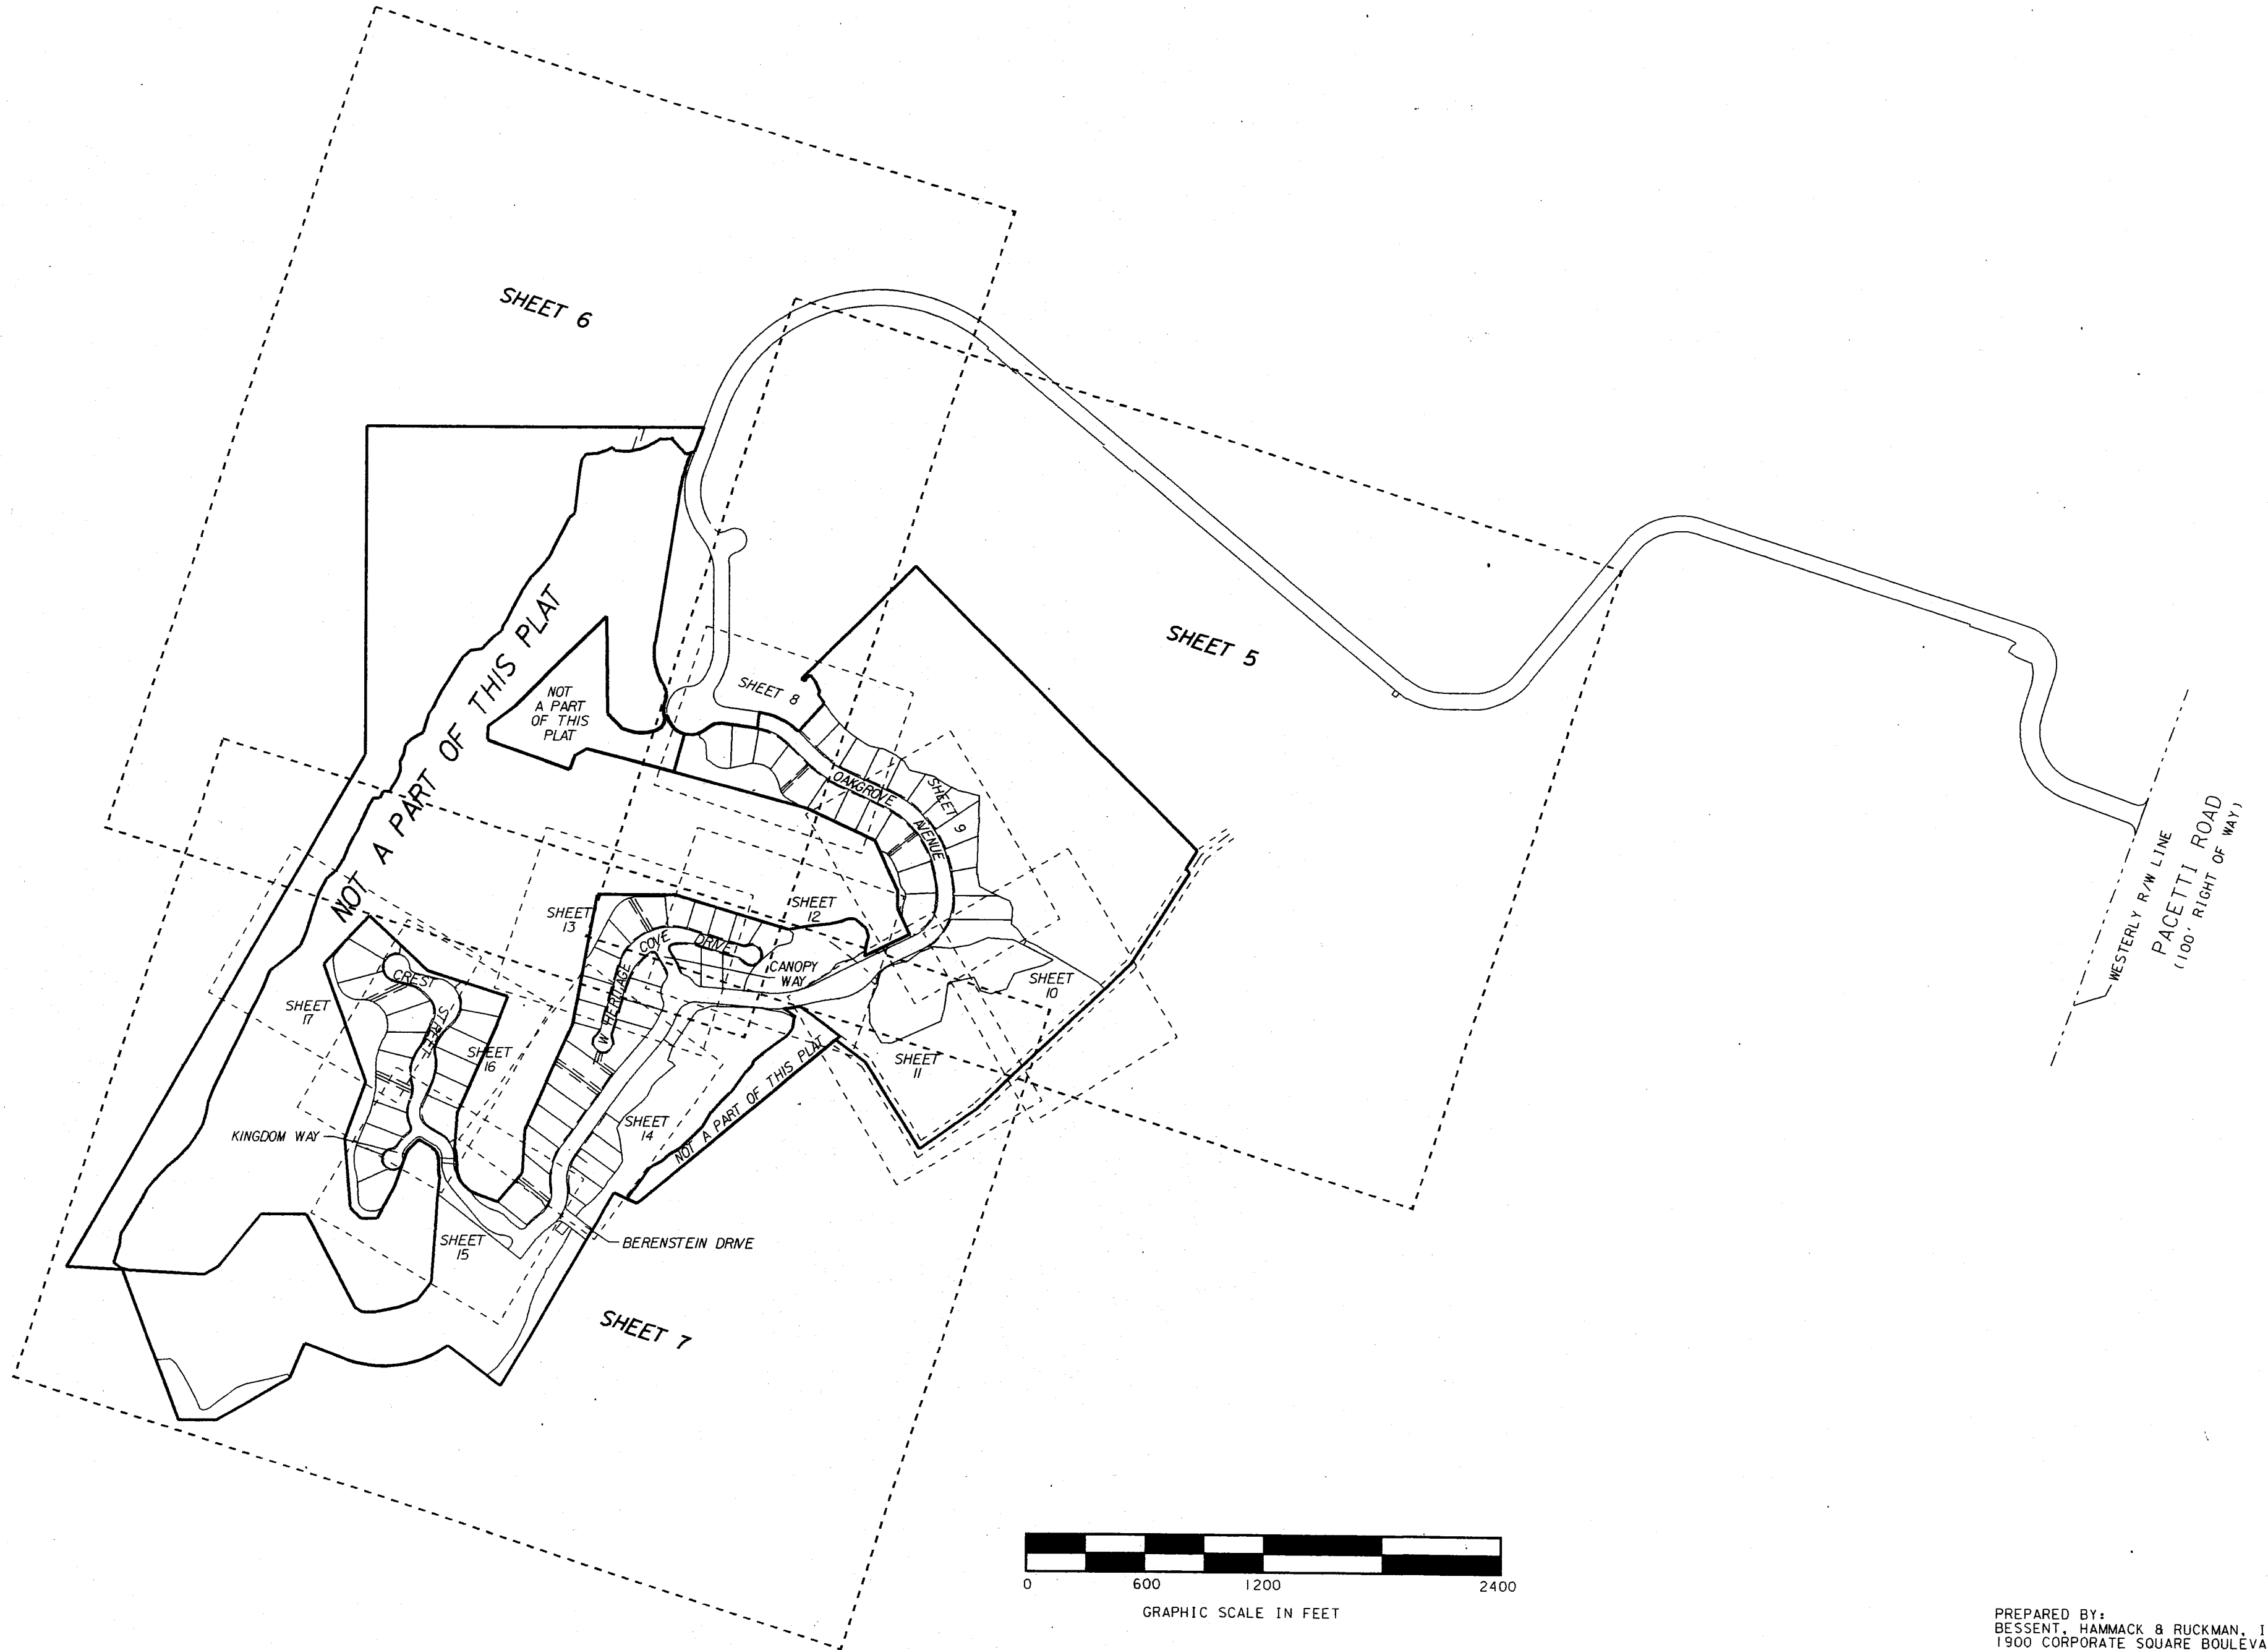 SHEET 6
SHEET 5
NOT A PART OF THIS PLAT
NOT
A PART
OF THIS
PLAT
SHEET 8
OAKGROVE
AVENUE
SHEET 9
WESTERLY R/W LINE
PACETTI ROAD
(100' RIGHT OF WAY)
SHEET
12
SHEET
13
COVE
DRIVE
W HERITAGE
CANOPY
WAY
SHEET
10
CREST
STREET
SHEET
17
SHEET
16
SHEET
11
SHEET
14
NOT A PART OF THIS PLAT
KINGDOM WAY
SHEET
15
BERENSTEIN DRIVE
SHEET 7
0 600 1200 2400
GRAPHIC SCALE IN FEET
PREPARED BY:
BESSENT, HAMMACK & RUCKMAN,
1900 CORPORATE SQUARE